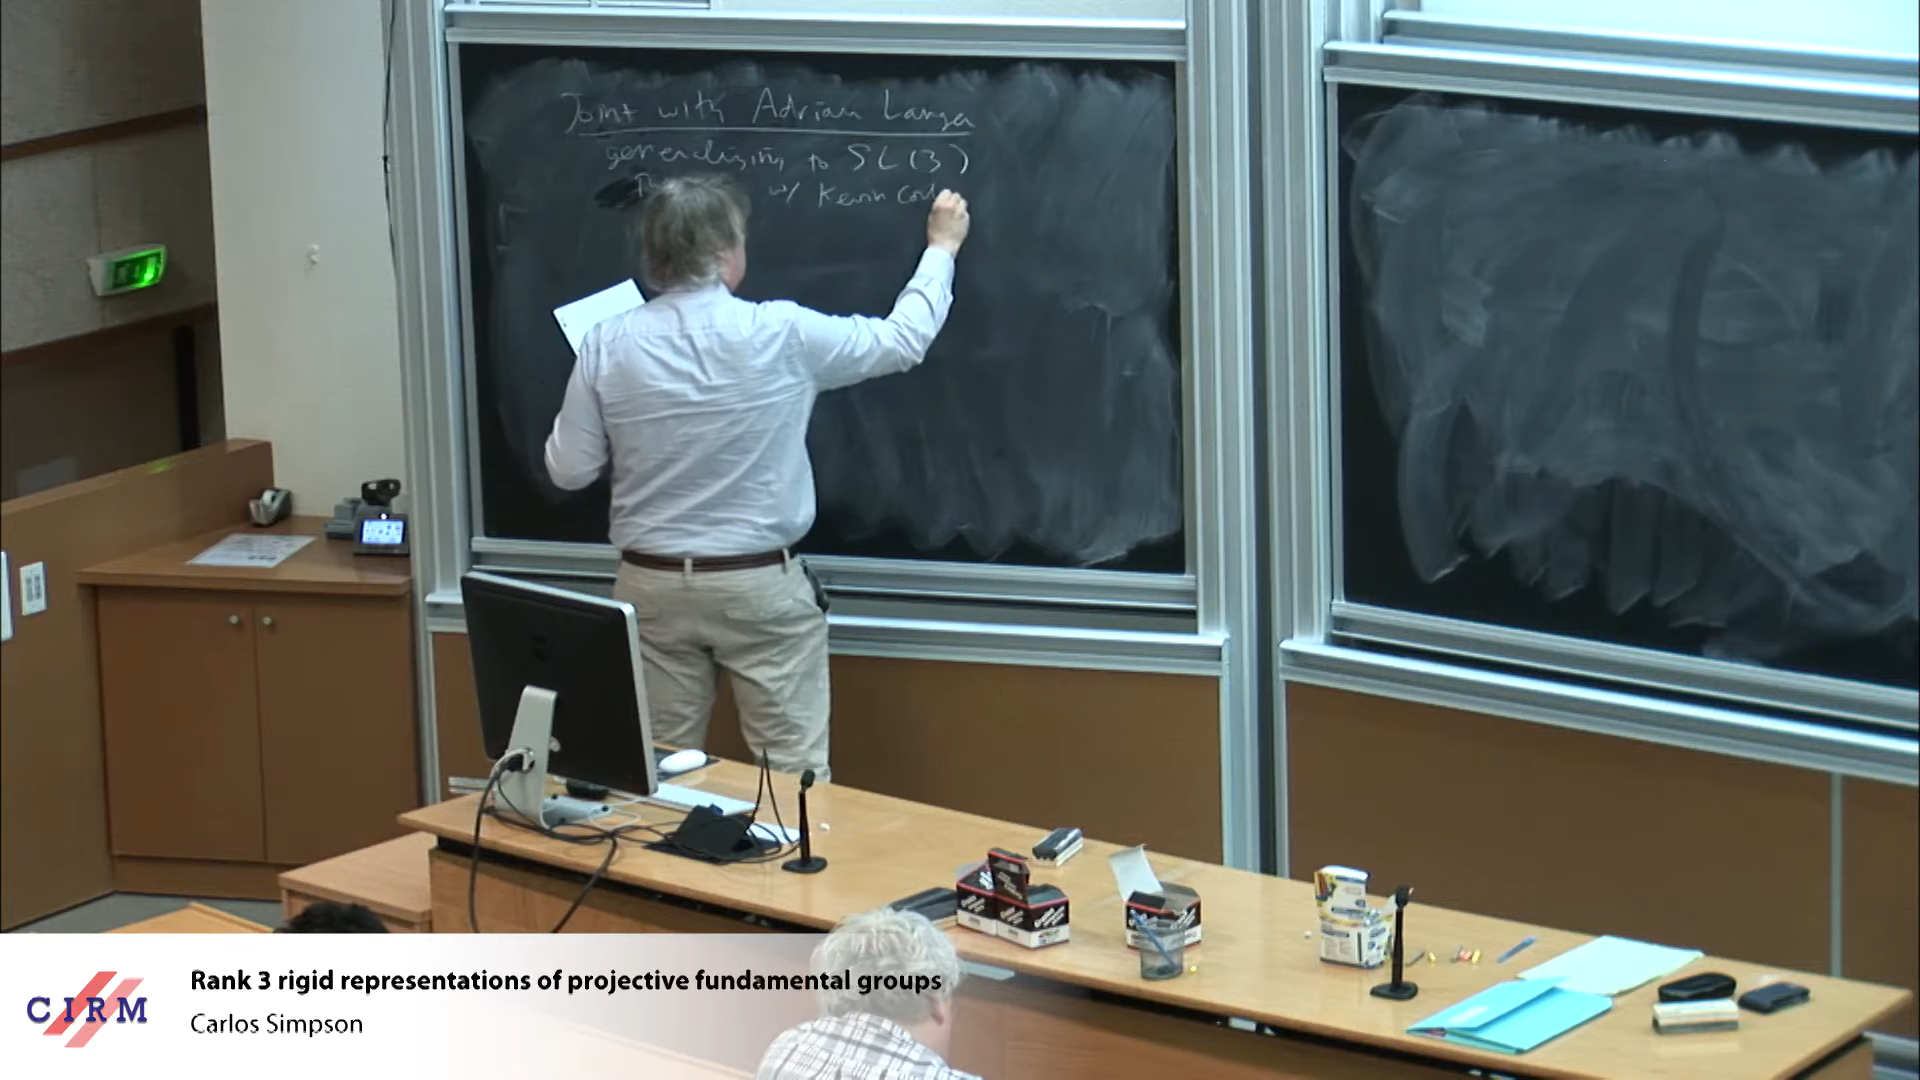 Joint with Adrian Langer
generalizing to SL(3)
w/ Kevin Corl
CIRM
Rank 3 rigid representations of projective fundamental groups
Carlos Simpson